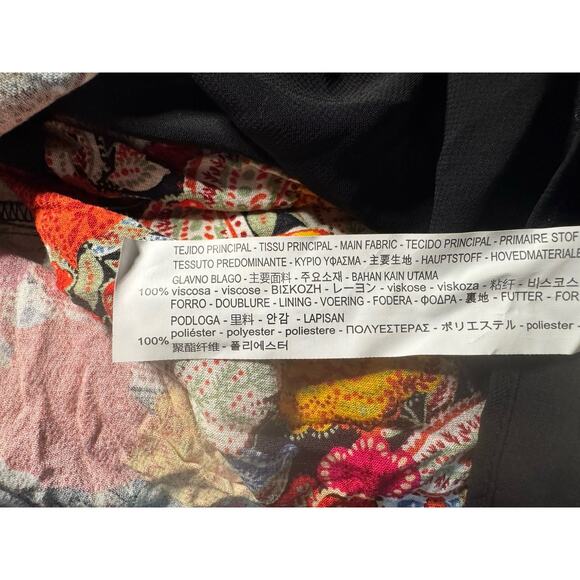 TEJIDO PRINCIPAL - TISSU PRINCIPAL - MAIN FABRIC - TECIDO PRINCIPAL - PRIMAIRE STOF
TESSUTO PREDOMINANTE - ΚΥΡΙΟ ΥΦΑΣΜΑ - 主要生地 - HAUPTSTOFF - HOVEDMATERIALE
GLAVNO BLAGO - 主要面料 - 주요소재 - BAHAN KAIN UTAMA
100% viscosa - viscose - ΒΙΣΚΟΖΗ - レーヨン - viskose - viskoza - 粘纤 - 비스코스
FORRO - DOUBLURE - LINING - VOERING - FODERA - ΦΟΔΡΑ - 裏地 - FUTTER - FOR
PODLOGA - 里料 - 안감 - LAPISAN
100% poliéster - polyester - poliestere - ΠΟΛΥΕΣΤΕΡΑΣ - ポリエステル - poliester
聚酯纤维 - 폴리에스터